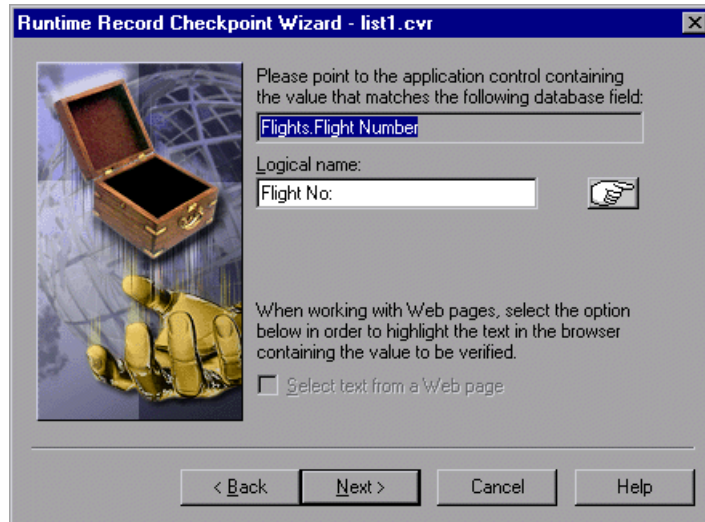 Runtime Record Checkpoint Wizard - list1.cvr
Please point to the application control containing
the value that matches the following database field:
Flights.Flight Number
Logical name:
Flight No:
When working with Web pages, select the option
below in order to highlight the text in the browser
containing the value to be verified.
Select text from a Web page
< Back Next > Cancel Help